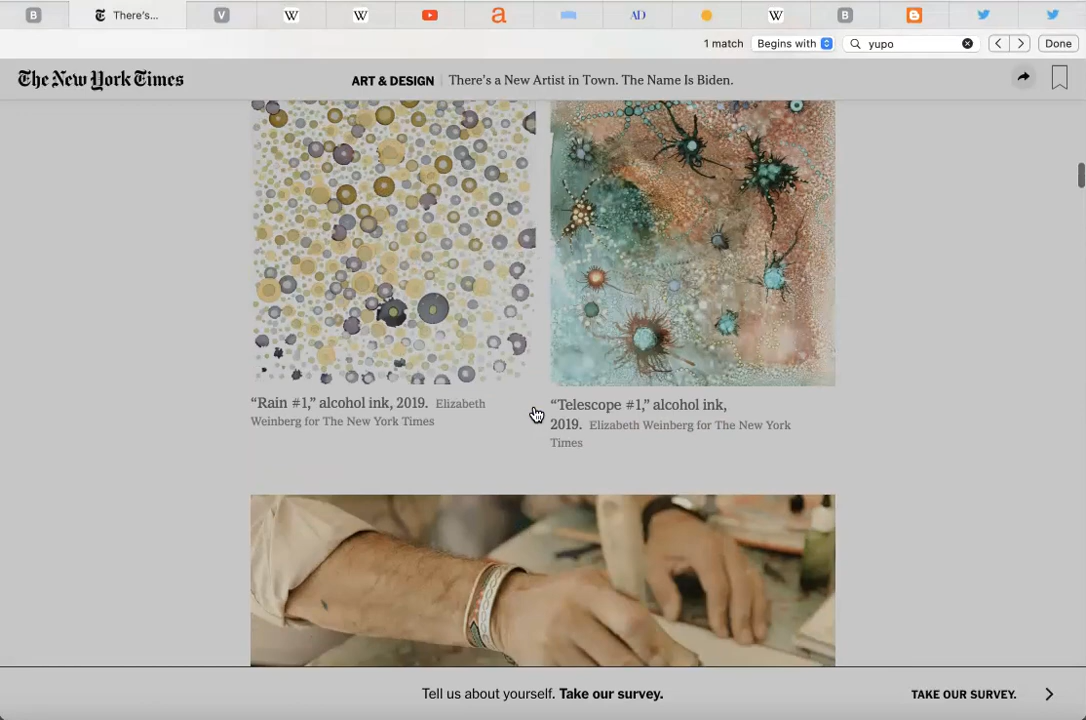 B
There's...
V
W
W
a
AD
W
B
1 match
Begins with
yupo
Done
The New York Times
ART & DESIGN
There's a New Artist in Town. The Name Is Biden.
“Rain #1,” alcohol ink, 2019. Elizabeth
Weinberg for The New York Times
“Telescope #1,” alcohol ink,
2019. Elizabeth Weinberg for The New York
Times
Tell us about yourself. Take our survey.
TAKE OUR SURVEY.